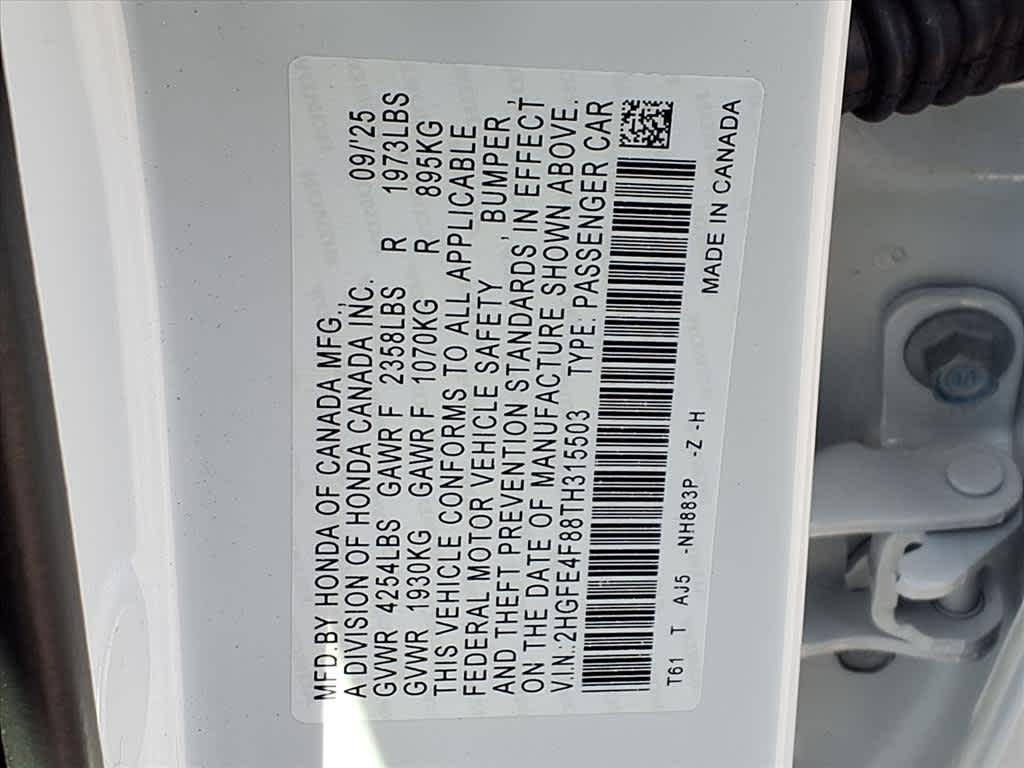 MFD.BY HONDA OF CANADA MFG.,
A DIVISION OF HONDA CANADA INC. 09/'25
GVWR 4254LBS GAWR F 2358LBS R 1973LBS
GVWR 1930KG GAWR F 1070KG R 895KG
THIS VEHICLE CONFORMS TO ALL APPLICABLE
FEDERAL MOTOR VEHICLE SAFETY , BUMPER,
AND THEFT PREVENTION STANDARDS IN EFFECT
ON THE DATE OF MANUFACTURE SHOWN ABOVE.
V.I.N.:2HGFE4F88TH315503 TYPE: PASSENGER CAR
T61 T AJ5 -NH883P -Z -H
MADE IN CANADA